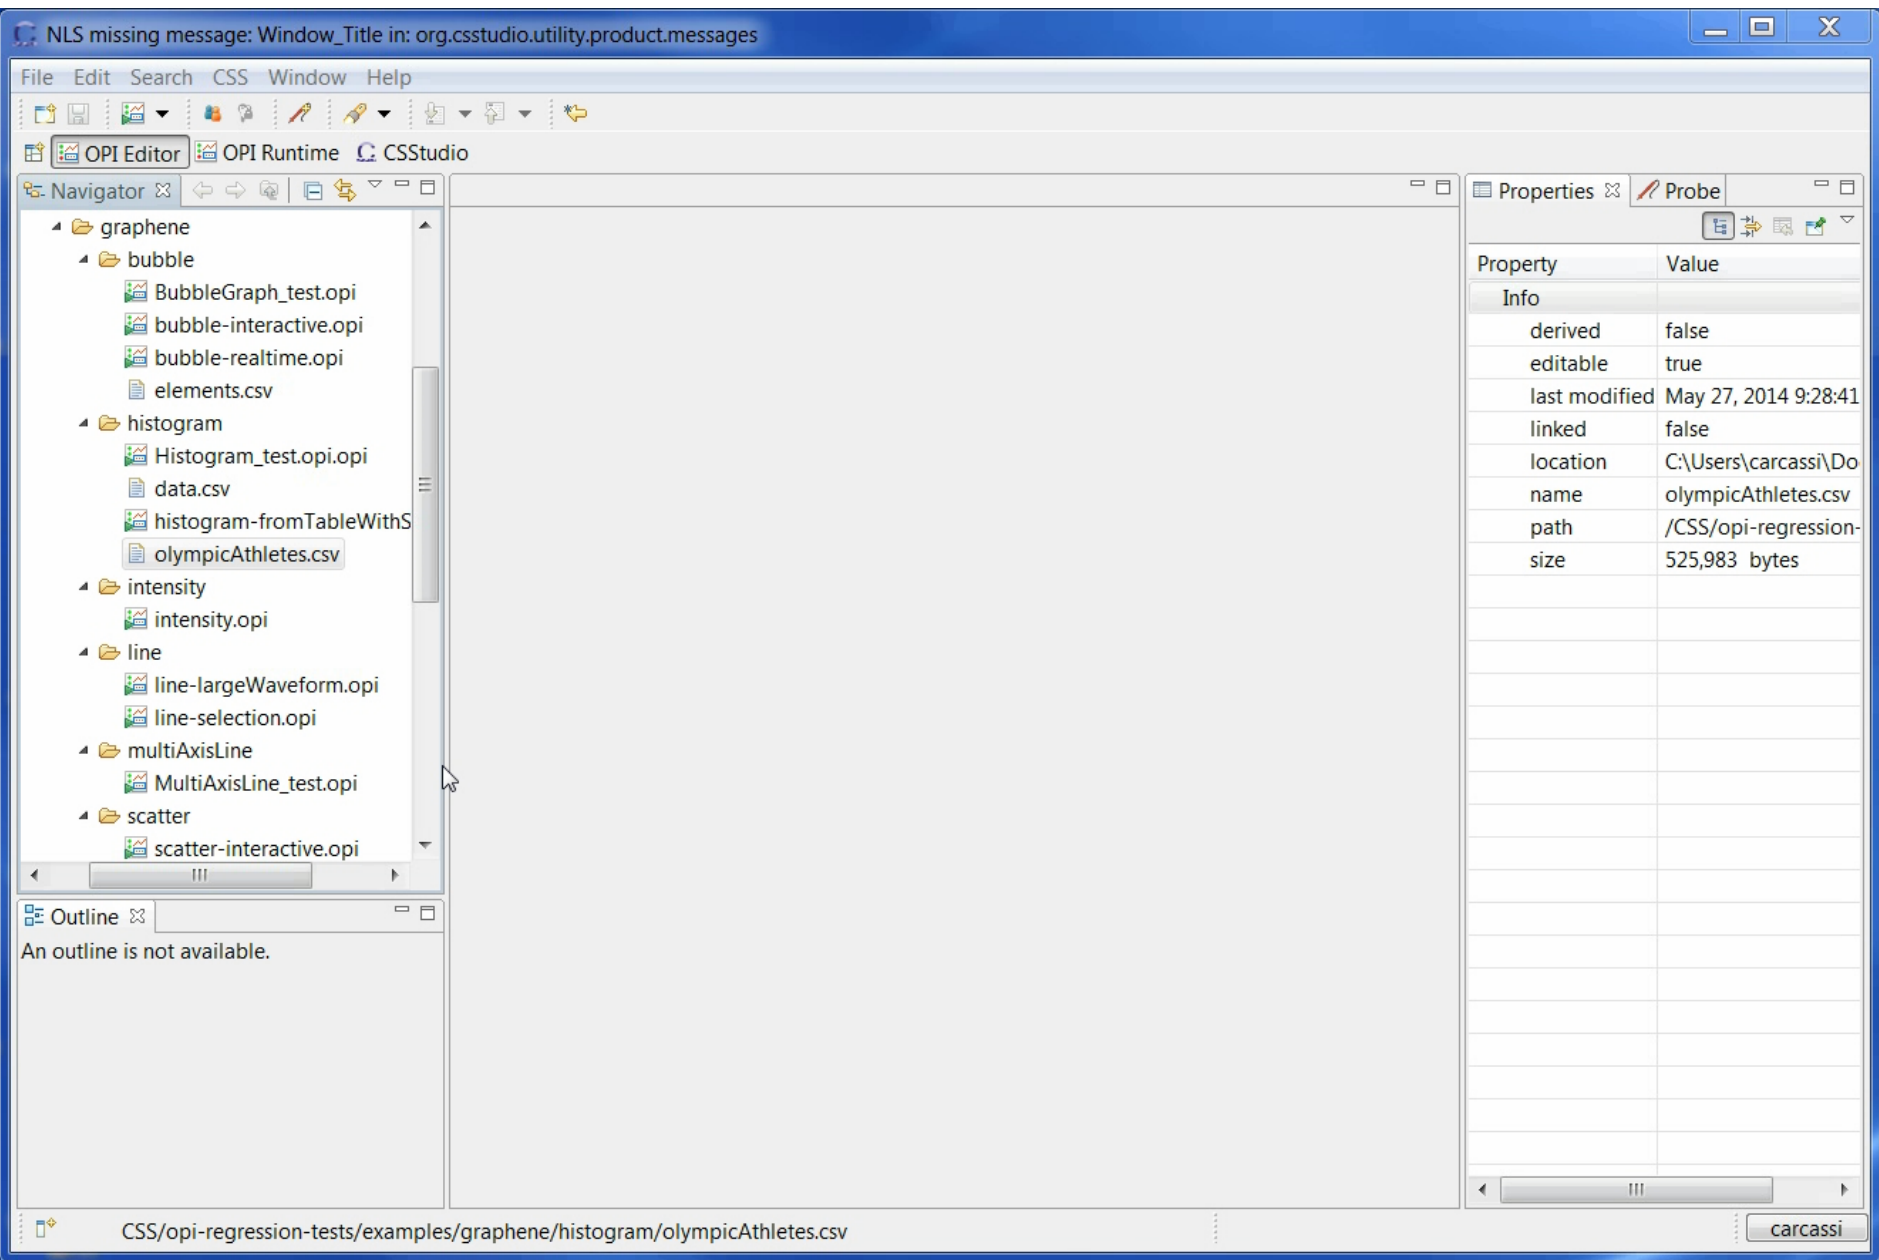 NLS missing message: Window_Title in: org.csstudio.utility.product.messages
File Edit Search CSS Window Help
OPI Editor OPI Runtime CSStudio
Navigator
graphene
bubble
BubbleGraph_test.opi
bubble-interactive.opi
bubble-realtime.opi
elements.csv
histogram
Histogram_test.opi.opi
data.csv
histogram-fromTableWithS
olympicAthletes.csv
intensity
intensity.opi
line
line-largeWaveform.opi
line-selection.opi
multiAxisLine
MultiAxisLine_test.opi
scatter
scatter-interactive.opi
Outline
An outline is not available.
Properties Probe
Property Value
Info
derived false
editable true
last modified May 27, 2014 9:28:41
linked false
location C:\Users\carcassi\Do
name olympicAthletes.csv
path /CSS/opi-regression-
size 525,983 bytes
CSS/opi-regression-tests/examples/graphene/histogram/olympicAthletes.csv
carcassi